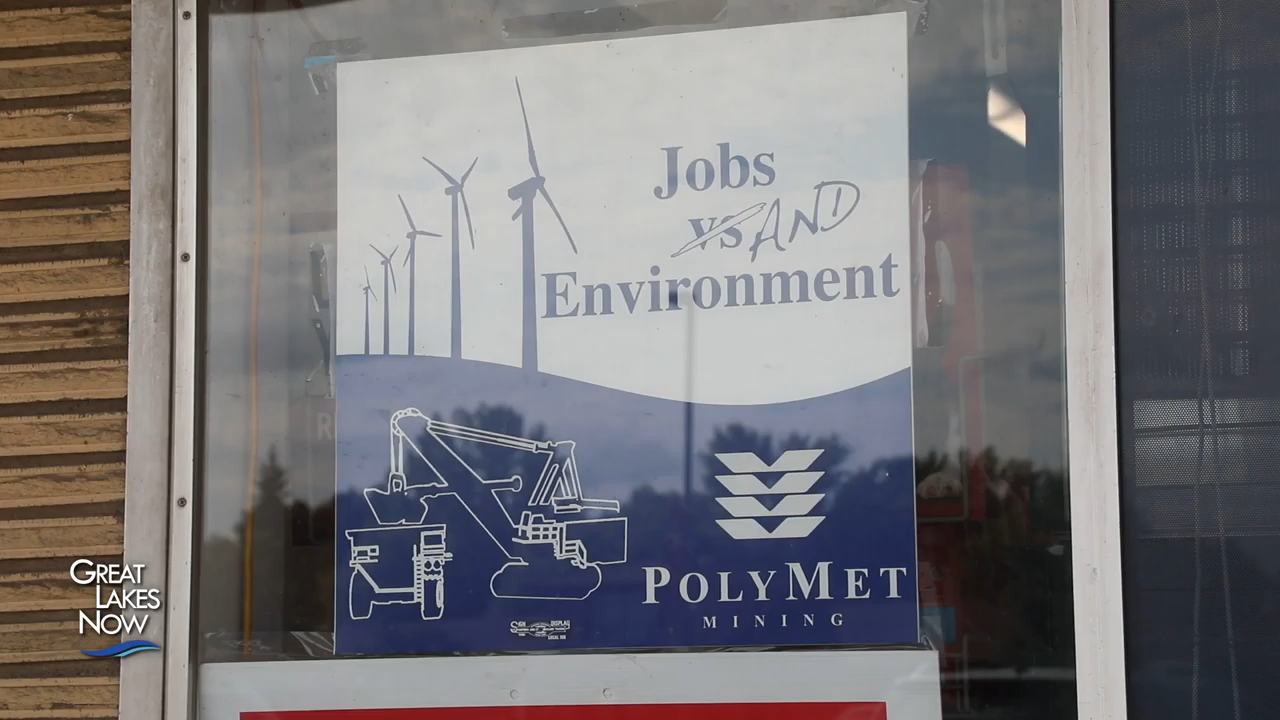 Jobs
vs AND
Environment
POLYMET
MINING
GREAT
LAKES
NOW